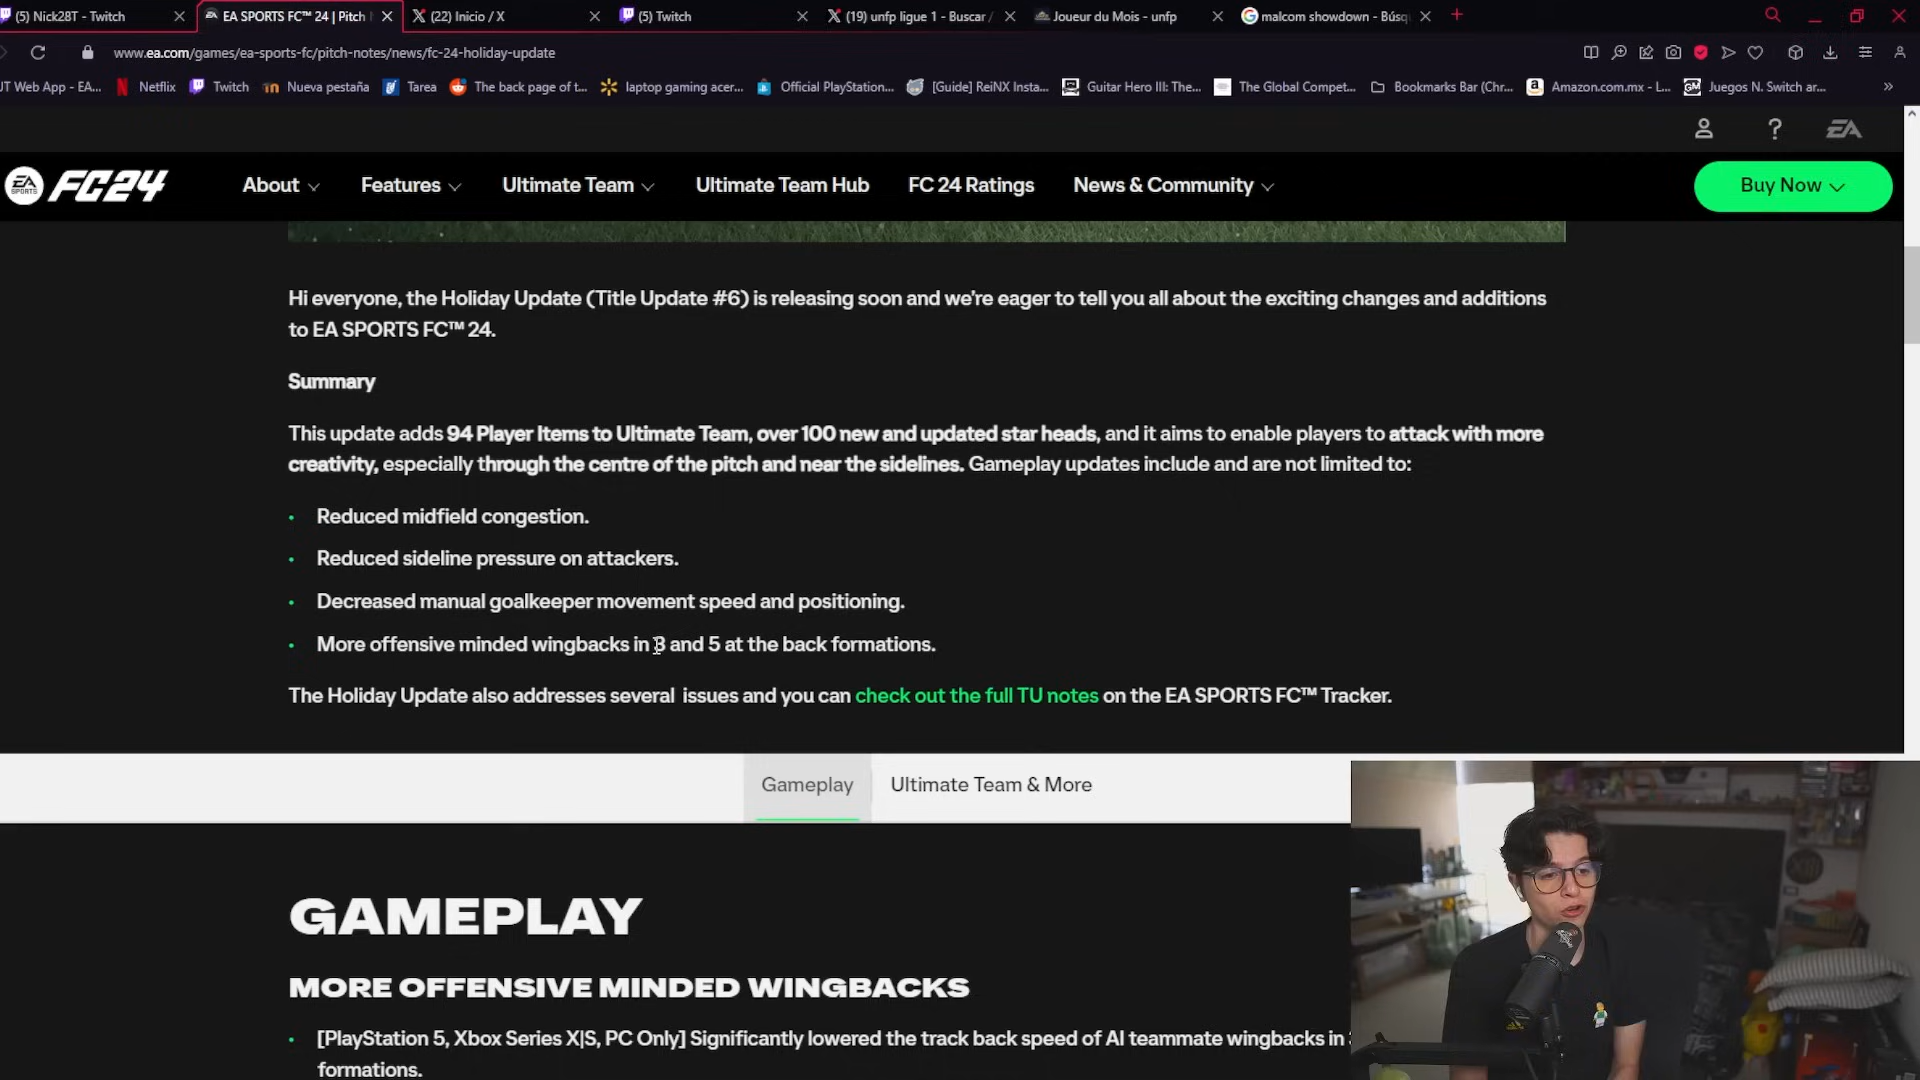 (5) Nick28T - Twitch
EA SPORTS FC™ 24 | Pitch
(22) Inicio / X
(5) Twitch
(19) unfp ligue 1 - Buscar /
Joueur du Mois - unfp
malcom showdown - Búsq
www.ea.com/games/ea-sports-fc/pitch-notes/news/fc-24-holiday-update
UT Web App - EA...
Netflix
Twitch
Nueva pestaña
Tarea
The back page of t...
laptop gaming acer...
Official PlayStation...
[Guide] ReiNX Insta...
Guitar Hero III: The...
The Global Compet...
Bookmarks Bar (Chr...
Amazon.com.mx - L...
Juegos N. Switch ar...
EA
EA SPORTS FC24
About
Features
Ultimate Team
Ultimate Team Hub
FC 24 Ratings
News & Community
Buy Now
Hi everyone, the Holiday Update (Title Update #6) is releasing soon and we're eager to tell you all about the exciting changes and additions
to EA SPORTS FC™ 24.
Summary
This update adds 94 Player Items to Ultimate Team, over 100 new and updated star heads, and it aims to enable players to attack with more
creativity, especially through the centre of the pitch and near the sidelines. Gameplay updates include and are not limited to:
• Reduced midfield congestion.
• Reduced sideline pressure on attackers.
• Decreased manual goalkeeper movement speed and positioning.
• More offensive minded wingbacks in 3 and 5 at the back formations.
The Holiday Update also addresses several issues and you can check out the full TU notes on the EA SPORTS FC™ Tracker.
Gameplay
Ultimate Team & More
GAMEPLAY
MORE OFFENSIVE MINDED WINGBACKS
• [PlayStation 5, Xbox Series X|S, PC Only] Significantly lowered the track back speed of AI teammate wingbacks in
formations.